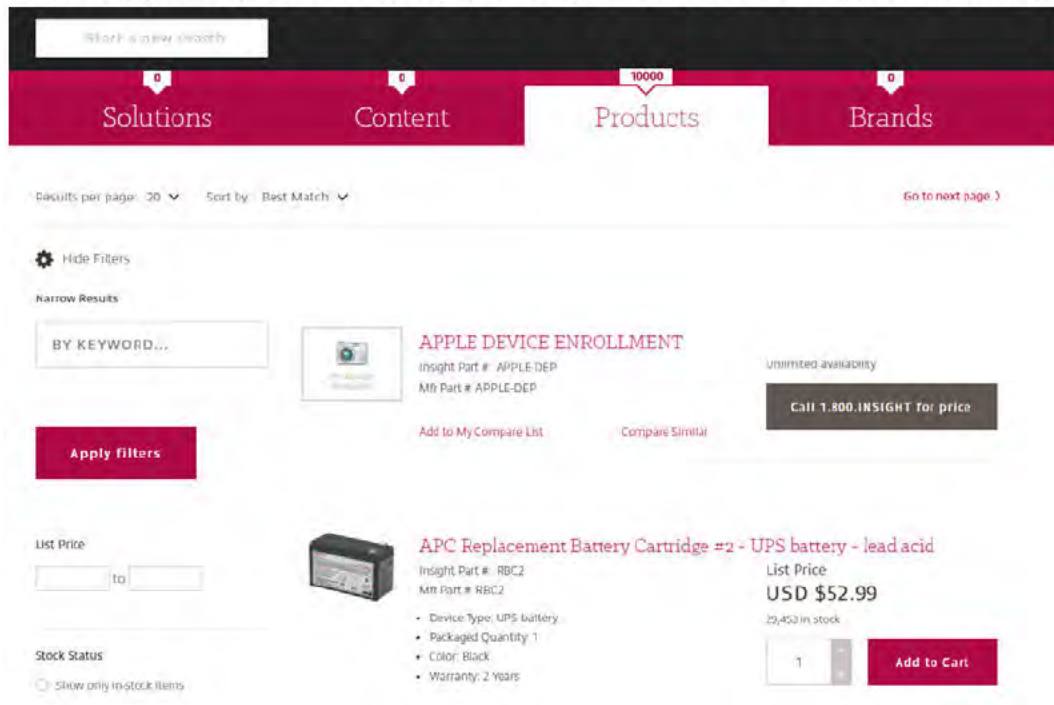 Start a new search
0
0
10000
0
Solutions
Content
Products
Brands
Results per page: 20
Sort by: Best Match
Go to next page
Hide Filters
Narrow Results
BY KEYWORD...
Apply filters
List Price
to
Stock Status
Show only in-stock items
APPLE DEVICE ENROLLMENT
Insight Part #: APPLE-DEP
Mfr Part # APPLE-DEP
Add to My Compare List
Compare Similar
Unlimited availability
Call 1.800.INSIGHT for price
APC Replacement Battery Cartridge #2 - UPS battery - lead acid
Insight Part #: RBC2
Mfr Part # RBC2
• Device Type: UPS battery
• Packaged Quantity: 1
• Color: Black
• Warranty: 2 Years
List Price
USD $52.99
in stock
1
Add to Cart